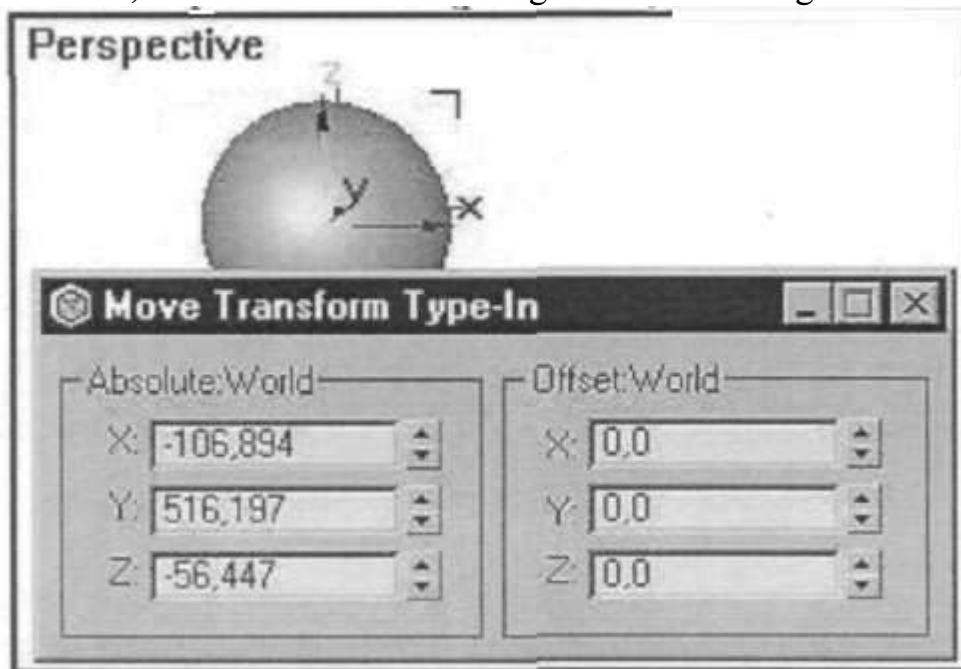 Perspective
z
y
x
Move Transform Type-In
Absolute:World
X: -106,894
Y: 516,197
Z: -56,447
Offset:World
X: 0,0
Y: 0,0
Z: 0,0